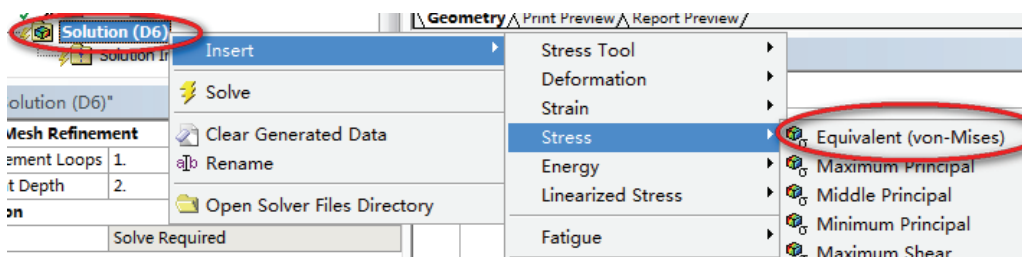 Geometry Print Preview Report Preview
Solution (D6)
Solution In
Insert
Stress Tool
Deformation
Solve
Strain
olution (D6)"
Mesh Refinement
Clear Generated Data
Stress
Equivalent (von-Mises)
ement Loops 1.
Rename
Energy
Maximum Principal
t Depth 2.
Open Solver Files Directory
Linearized Stress
Middle Principal
on
Minimum Principal
Solve Required
Fatigue
Maximum Shear